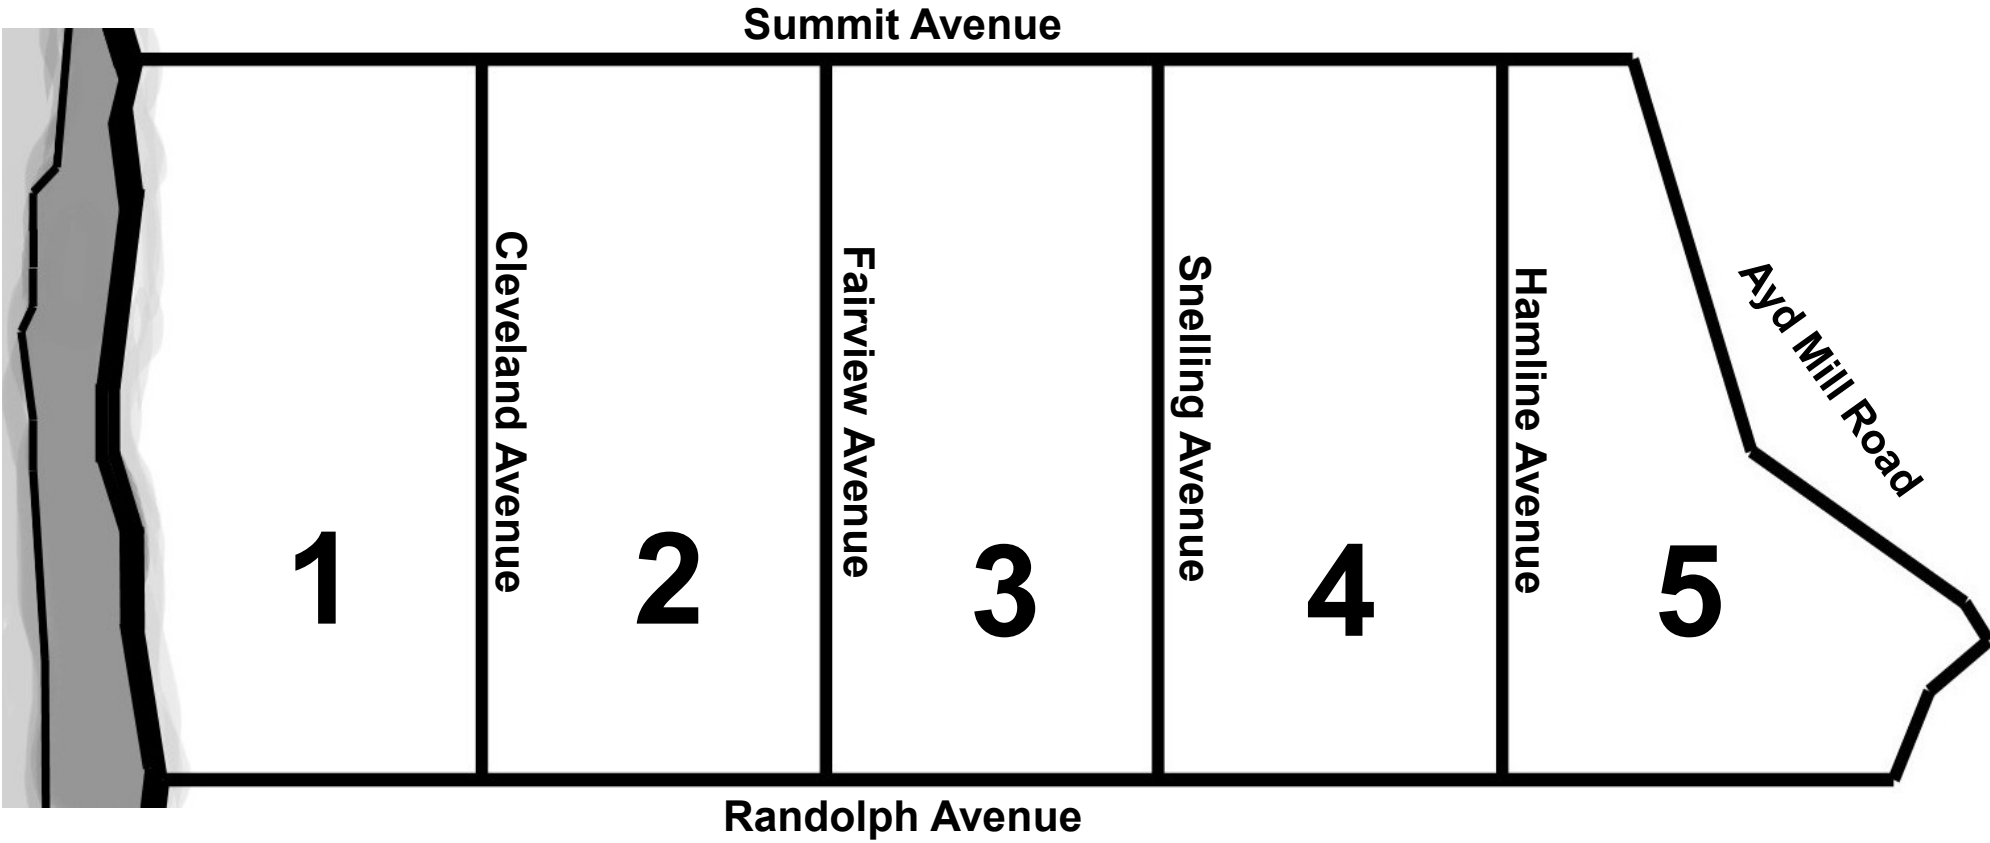 Summit Avenue
Cleveland Avenue
Fairview Avenue
Snelling Avenue
Hamline Avenue
Ayd Mill Road
1
2
3
4
5
Randolph Avenue